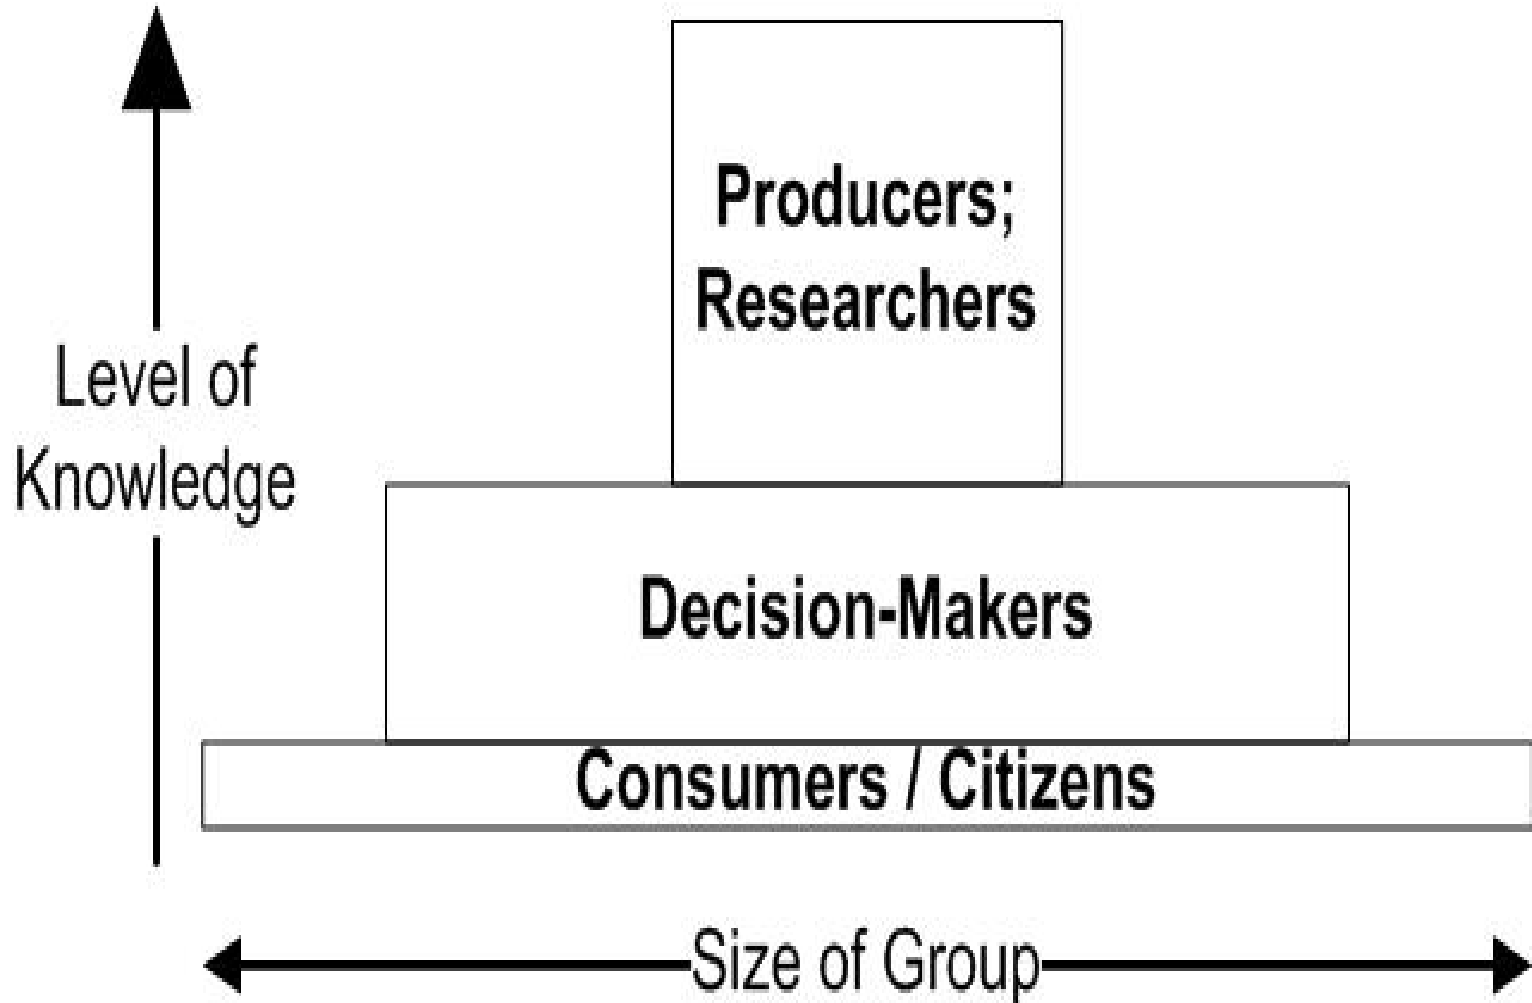 Producers;
Researchers
Level of
Knowledge
Decision-Makers
Consumers / Citizens
Size of Group